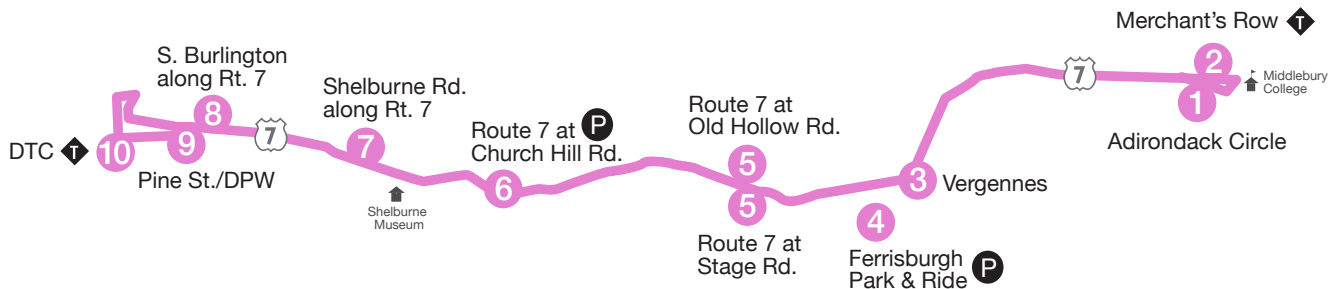 Merchant's Row T
S. Burlington
along Rt. 7
Shelburne Rd.
along Rt. 7
Route 7 at P
Church Hill Rd.
Route 7 at
Old Hollow Rd.
7
2
Middlebury
College
1
Adirondack Circle
DTC T
10
9
8
7
Pine St./DPW
7
Shelburne
Museum
6
5
5
Route 7 at
Stage Rd.
3
Vergennes
4
Ferrisburgh
Park & Ride P